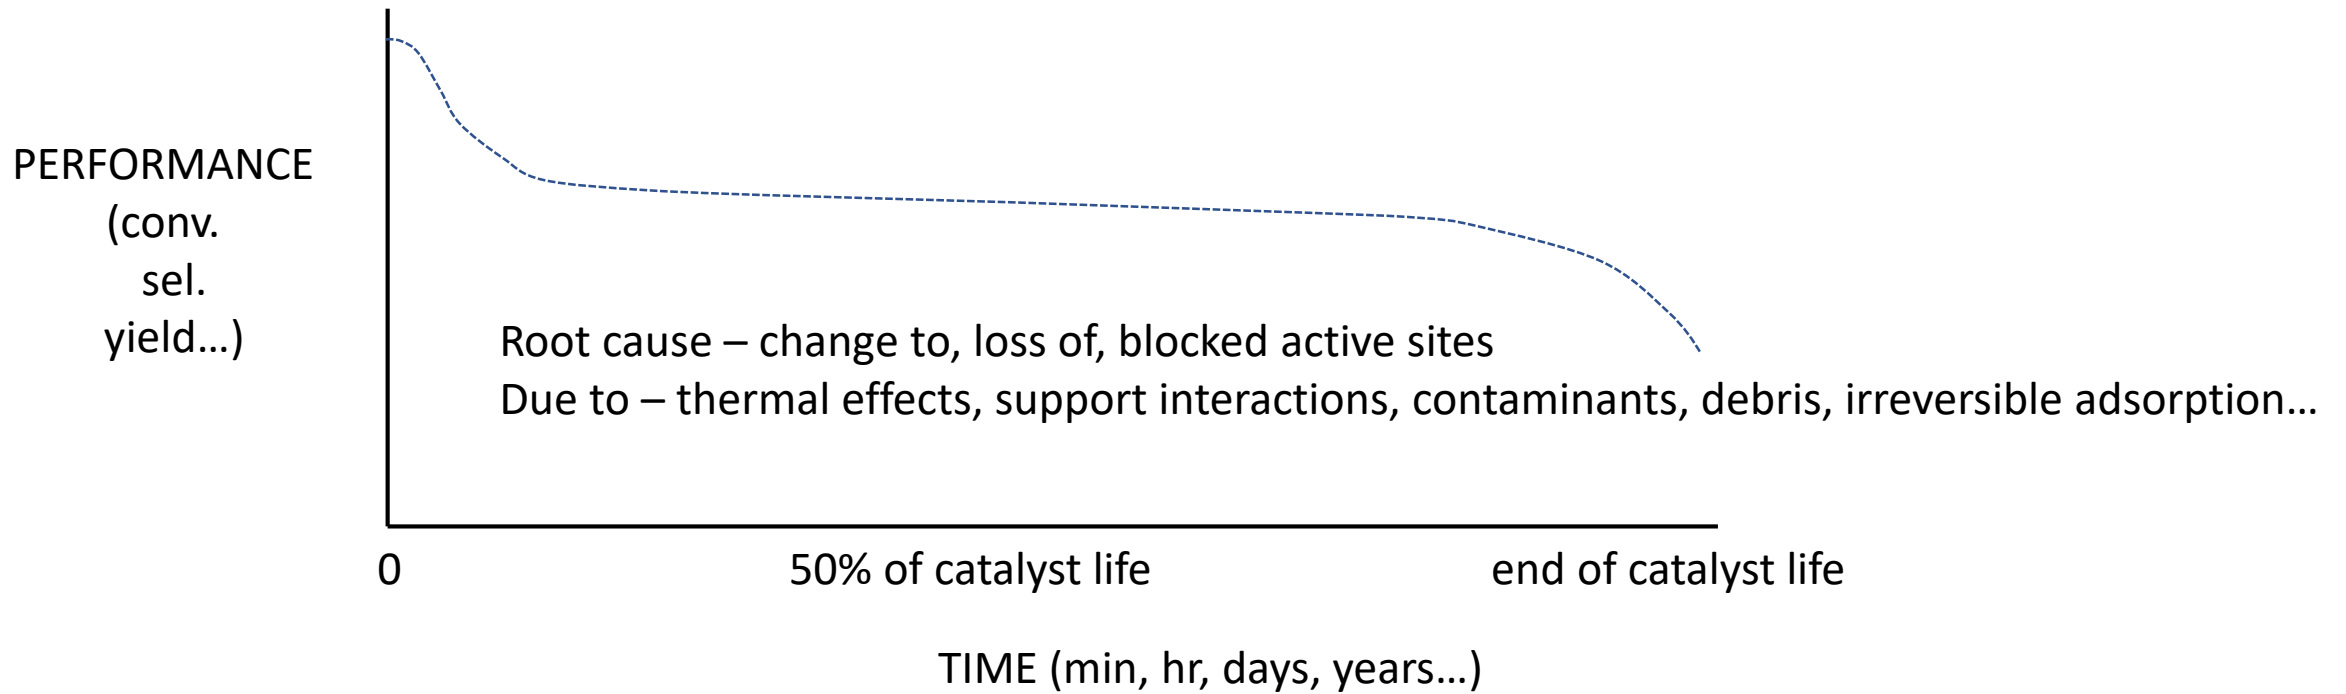 PERFORMANCE
(conv.
sel.
yield…)
Root cause – change to, loss of, blocked active sites
Due to – thermal effects, support interactions, contaminants, debris, irreversible adsorption…
0
50% of catalyst life
end of catalyst life
TIME (min, hr, days, years…)